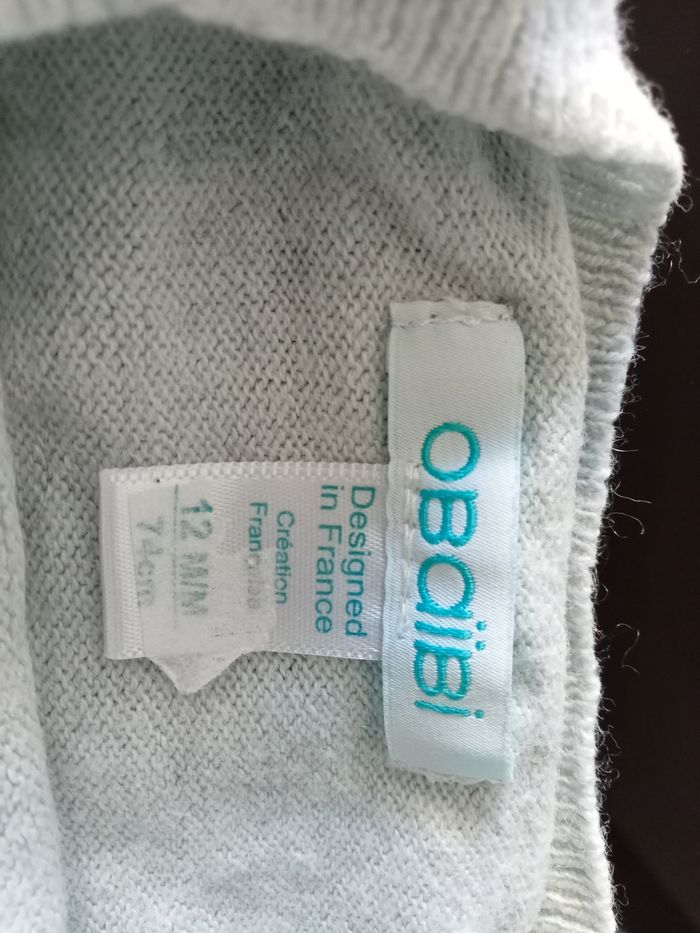 OBaïBi
Designed
in France
Création
Française
12 M/M
74cm